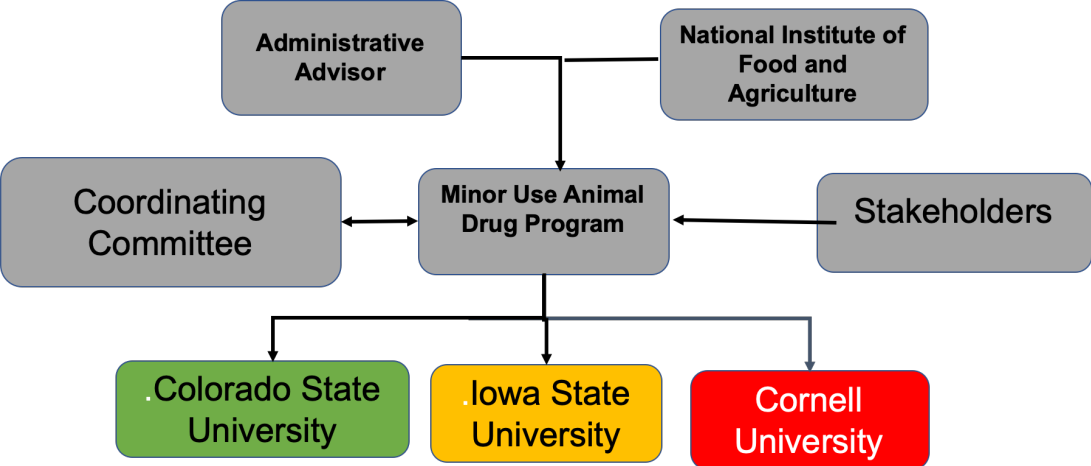 Administrative
Advisor
National Institute of
Food and
Agriculture
Coordinating
Committee
Minor Use Animal
Drug Program
Stakeholders
.Colorado State
University
.Iowa State
University
Cornell
University